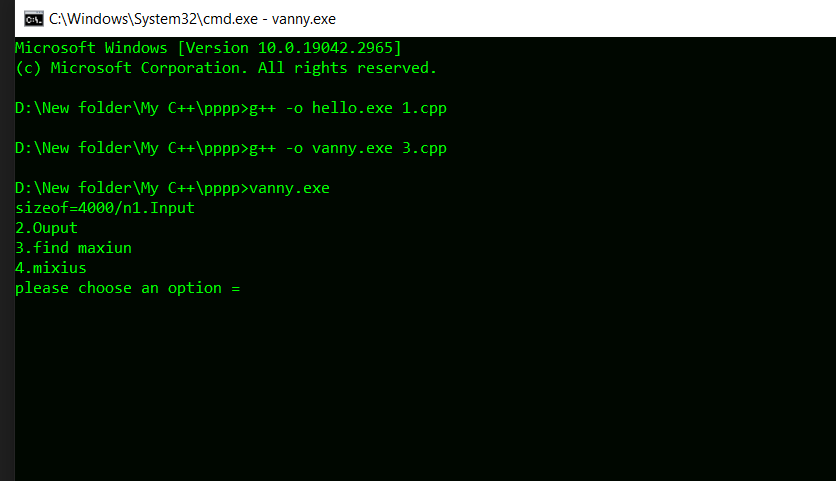 C:\Windows\System32\cmd.exe - vanny.exe
Microsoft Windows [Version 10.0.19042.2965]
(c) Microsoft Corporation. All rights reserved.
D:\New folder\My C++\pppp>g++ -o hello.exe 1.cpp
D:\New folder\My C++\pppp>g++ -o vanny.exe 3.cpp
D:\New folder\My C++\pppp>vanny.exe
sizeof=4000/n1.Input
2.Ouput
3.find maxiun
4.mixius
please choose an option =